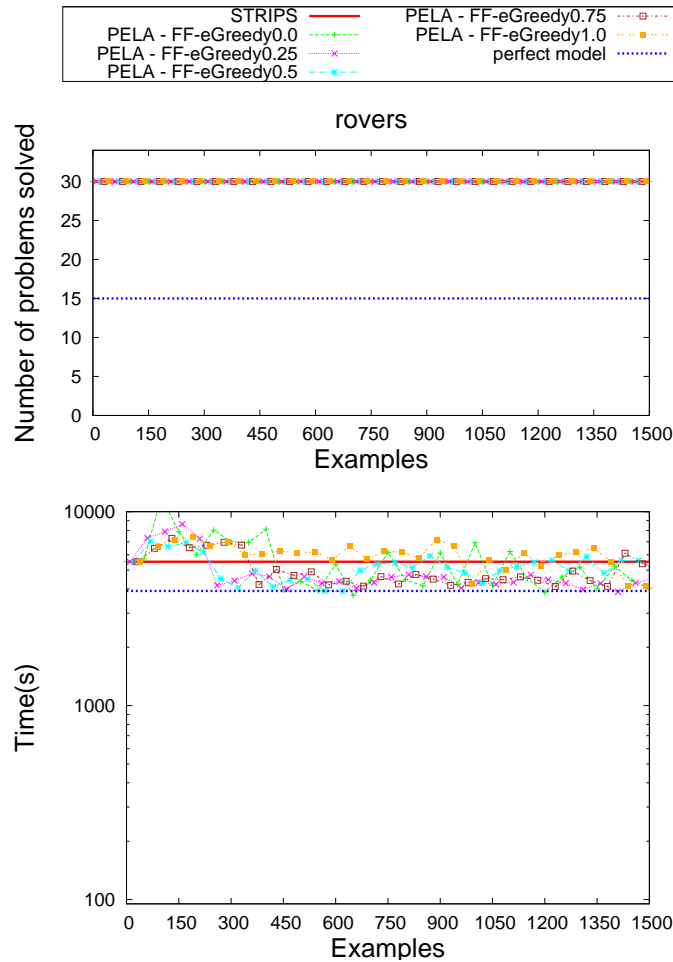 STRIPS
PELA - FF-eGreedy0.0
PELA - FF-eGreedy0.25
PELA - FF-eGreedy0.5
PELA - FF-eGreedy0.75
PELA - FF-eGreedy1.0
perfect model
rovers
Number of problems solved
30
25
20
15
10
5
0
0 150 300 450 600 750 900 1050 1200 1350 1500
Examples
Time(s)
10000
1000
100
0 150 300 450 600 750 900 1050 1200 1350 1500
Examples